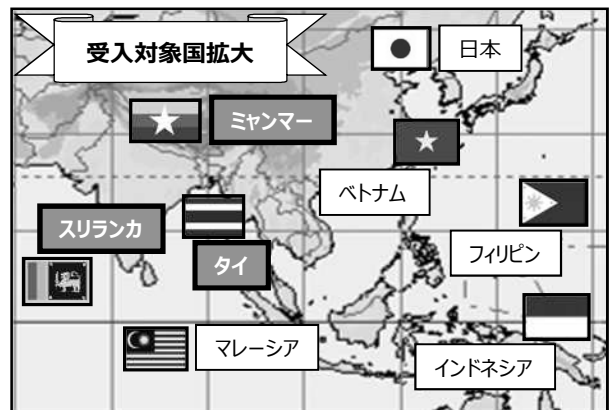 受入対象国拡大
日本
ミャンマー
ベトナム
スリランカ
タイ
フィリピン
マレーシア
インドネシア